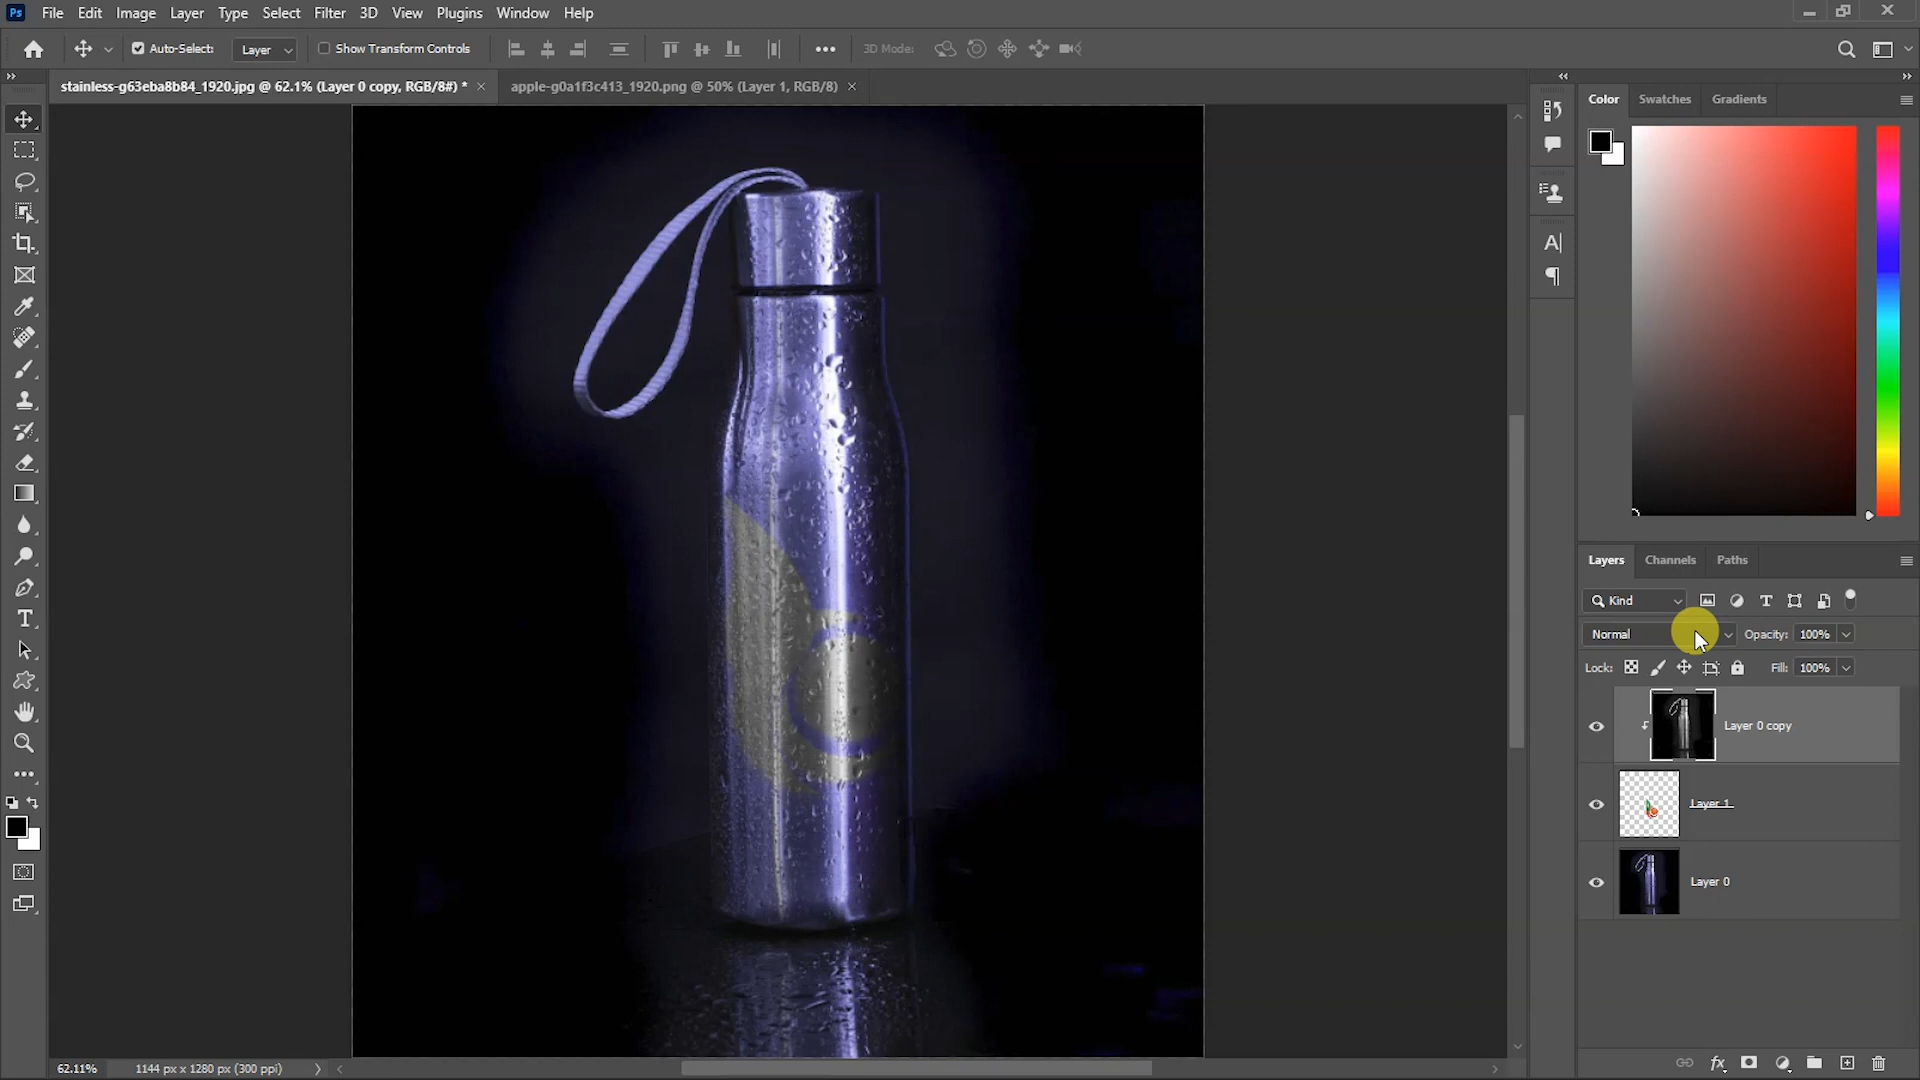 Ps File Edit Image Layer Type Select Filter 3D View Plugins Window Help
Auto-Select: Layer Show Transform Controls 3D Mode:
stainless-g63eba8b84_1920.jpg @ 62.1% (Layer 0 copy, RGB/8#) * × apple-g0a1f3c413_1920.png @ 50% (Layer 1, RGB/8) ×
Color Swatches Gradients
Layers Channels Paths
Kind
Normal Opacity: 100%
Lock: Fill: 100%
Layer 0 copy
Layer 1
Layer 0
62.11% 1144 px x 1280 px (300 ppi)